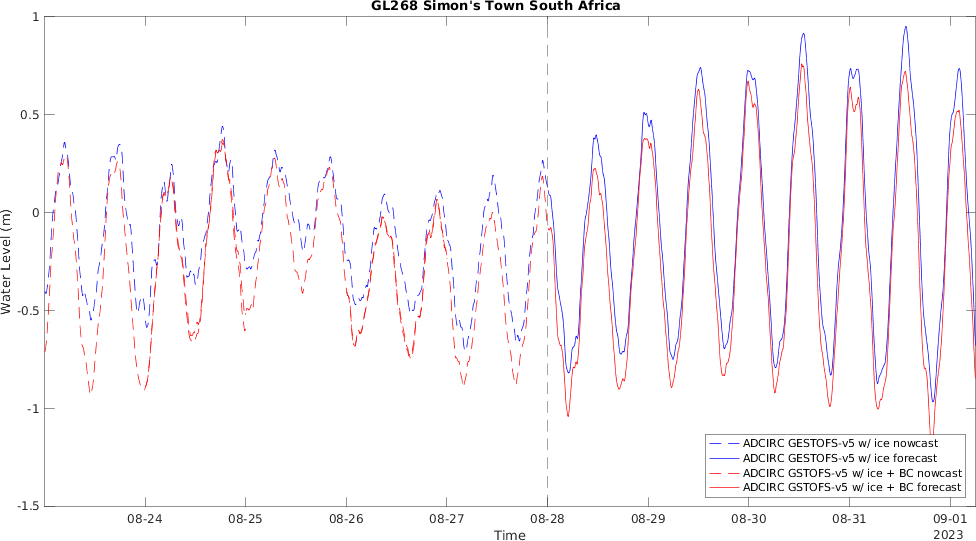 GL268 Simon's Town South Africa
1
0.5
0
-0.5
-1
-1.5
Water Level (m)
ADCIRC GESTOFS-v5 w/ ice nowcast
ADCIRC GESTOFS-v5 w/ ice forecast
ADCIRC GSTOFS-v5 w/ ice + BC nowcast
ADCIRC GSTOFS-v5 w/ ice + BC forecast
08-24 08-25 08-26 08-27 08-28 08-29 08-30 08-31 09-01
2023
Time